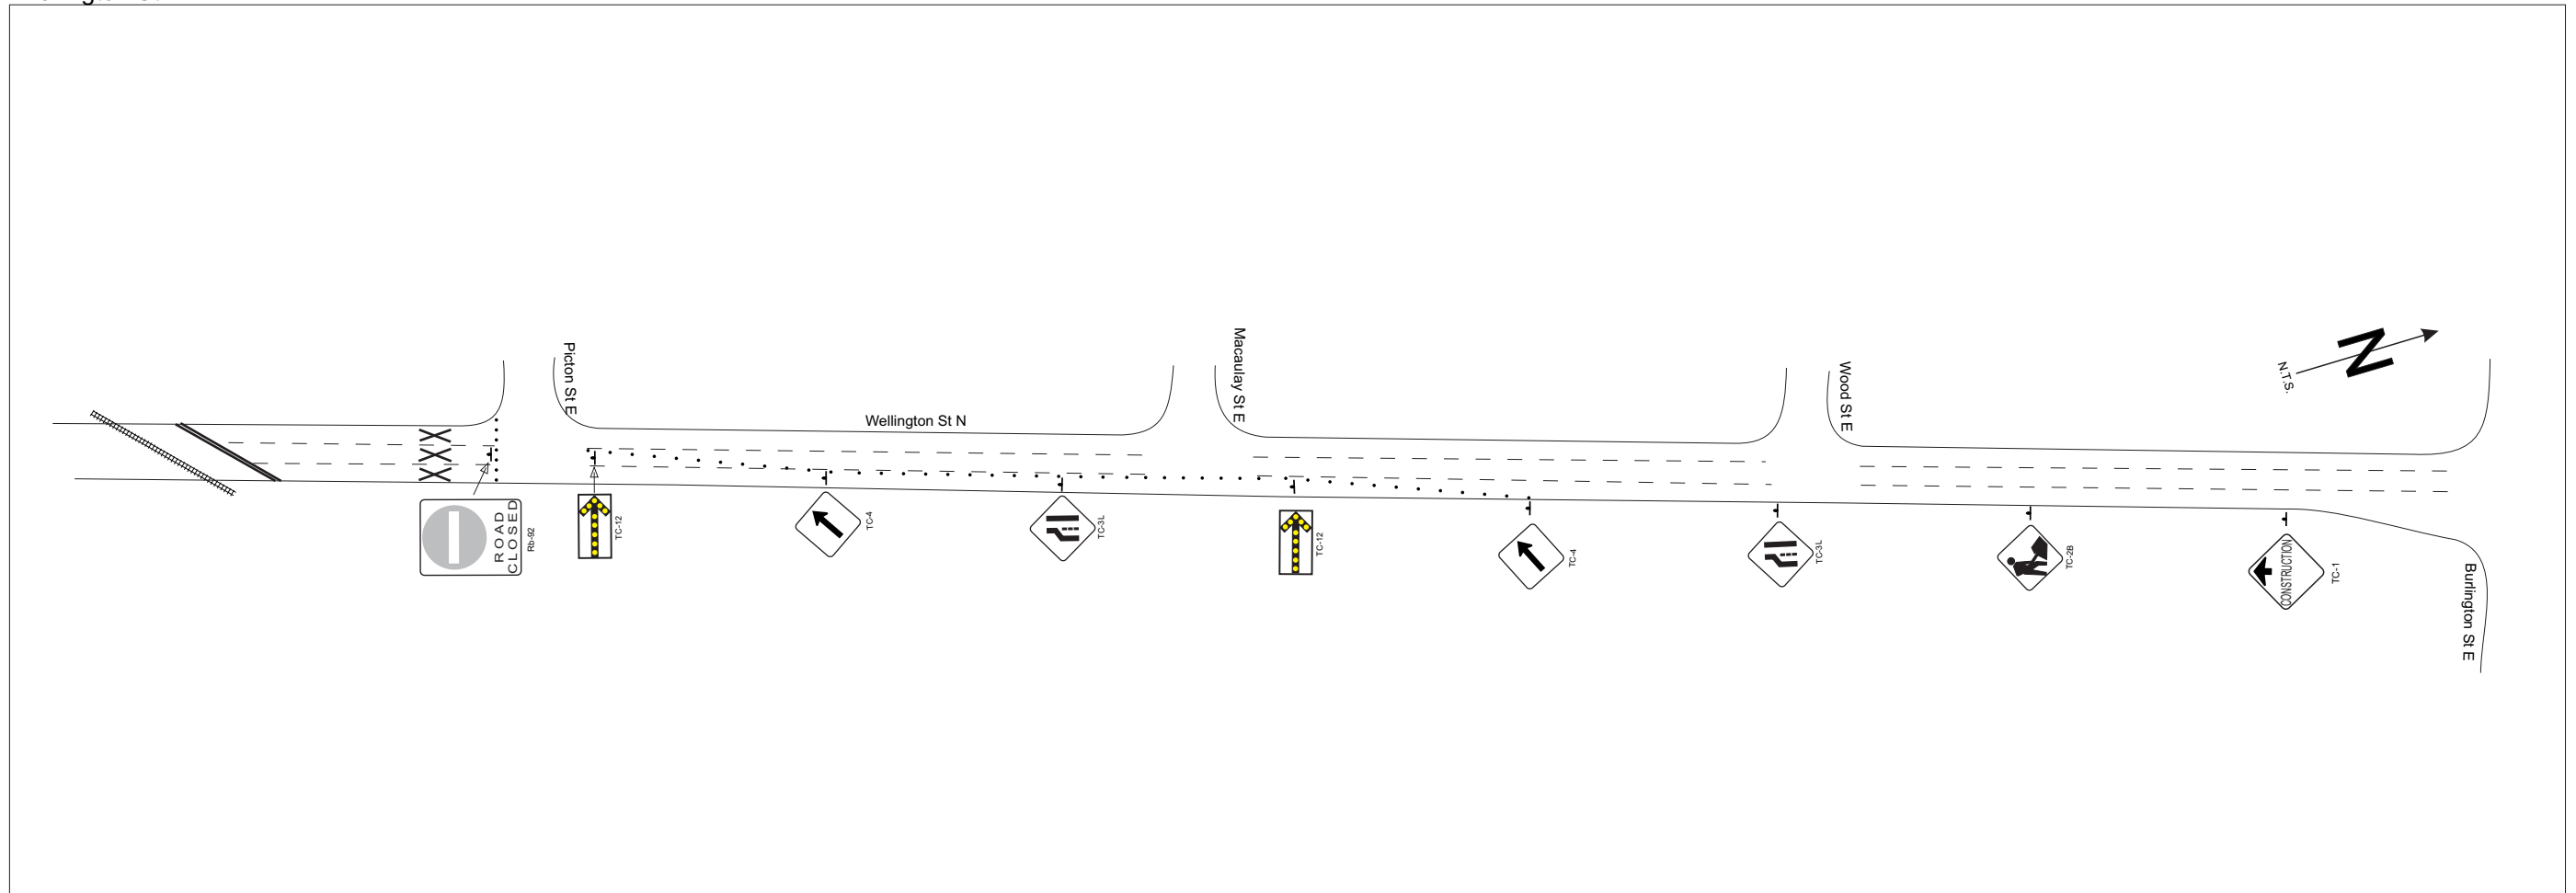 Picton St E
Macaulay St E
Wood St E
N
N.T.S.
Wellington St N
ROAD
CLOSED
Rb-92
TC-12
TC-4
TC-3L
TC-12
TC-4
TC-3L
TC-2B
CONSTRUCTION
TC-1
Burlington St E